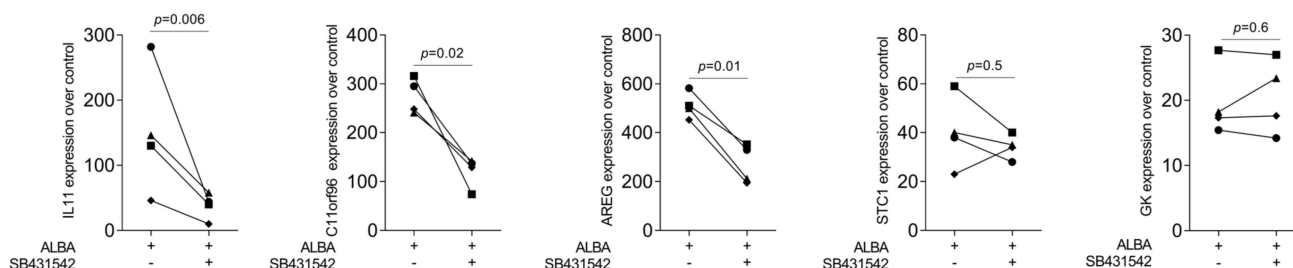 IL11 expression over control
300
200
100
0
p=0.006
ALBA + +
SB431542 - +
C11orf96 expression over control
400
300
200
100
0
p=0.02
ALBA + +
SB431542 - +
AREG expression over control
800
600
400
200
0
p=0.01
ALBA + +
SB431542 - +
STC1 expression over control
80
60
40
20
0
p=0.5
ALBA + +
SB431542 - +
GK expression over control
30
20
10
0
p=0.6
ALBA + +
SB431542 - +